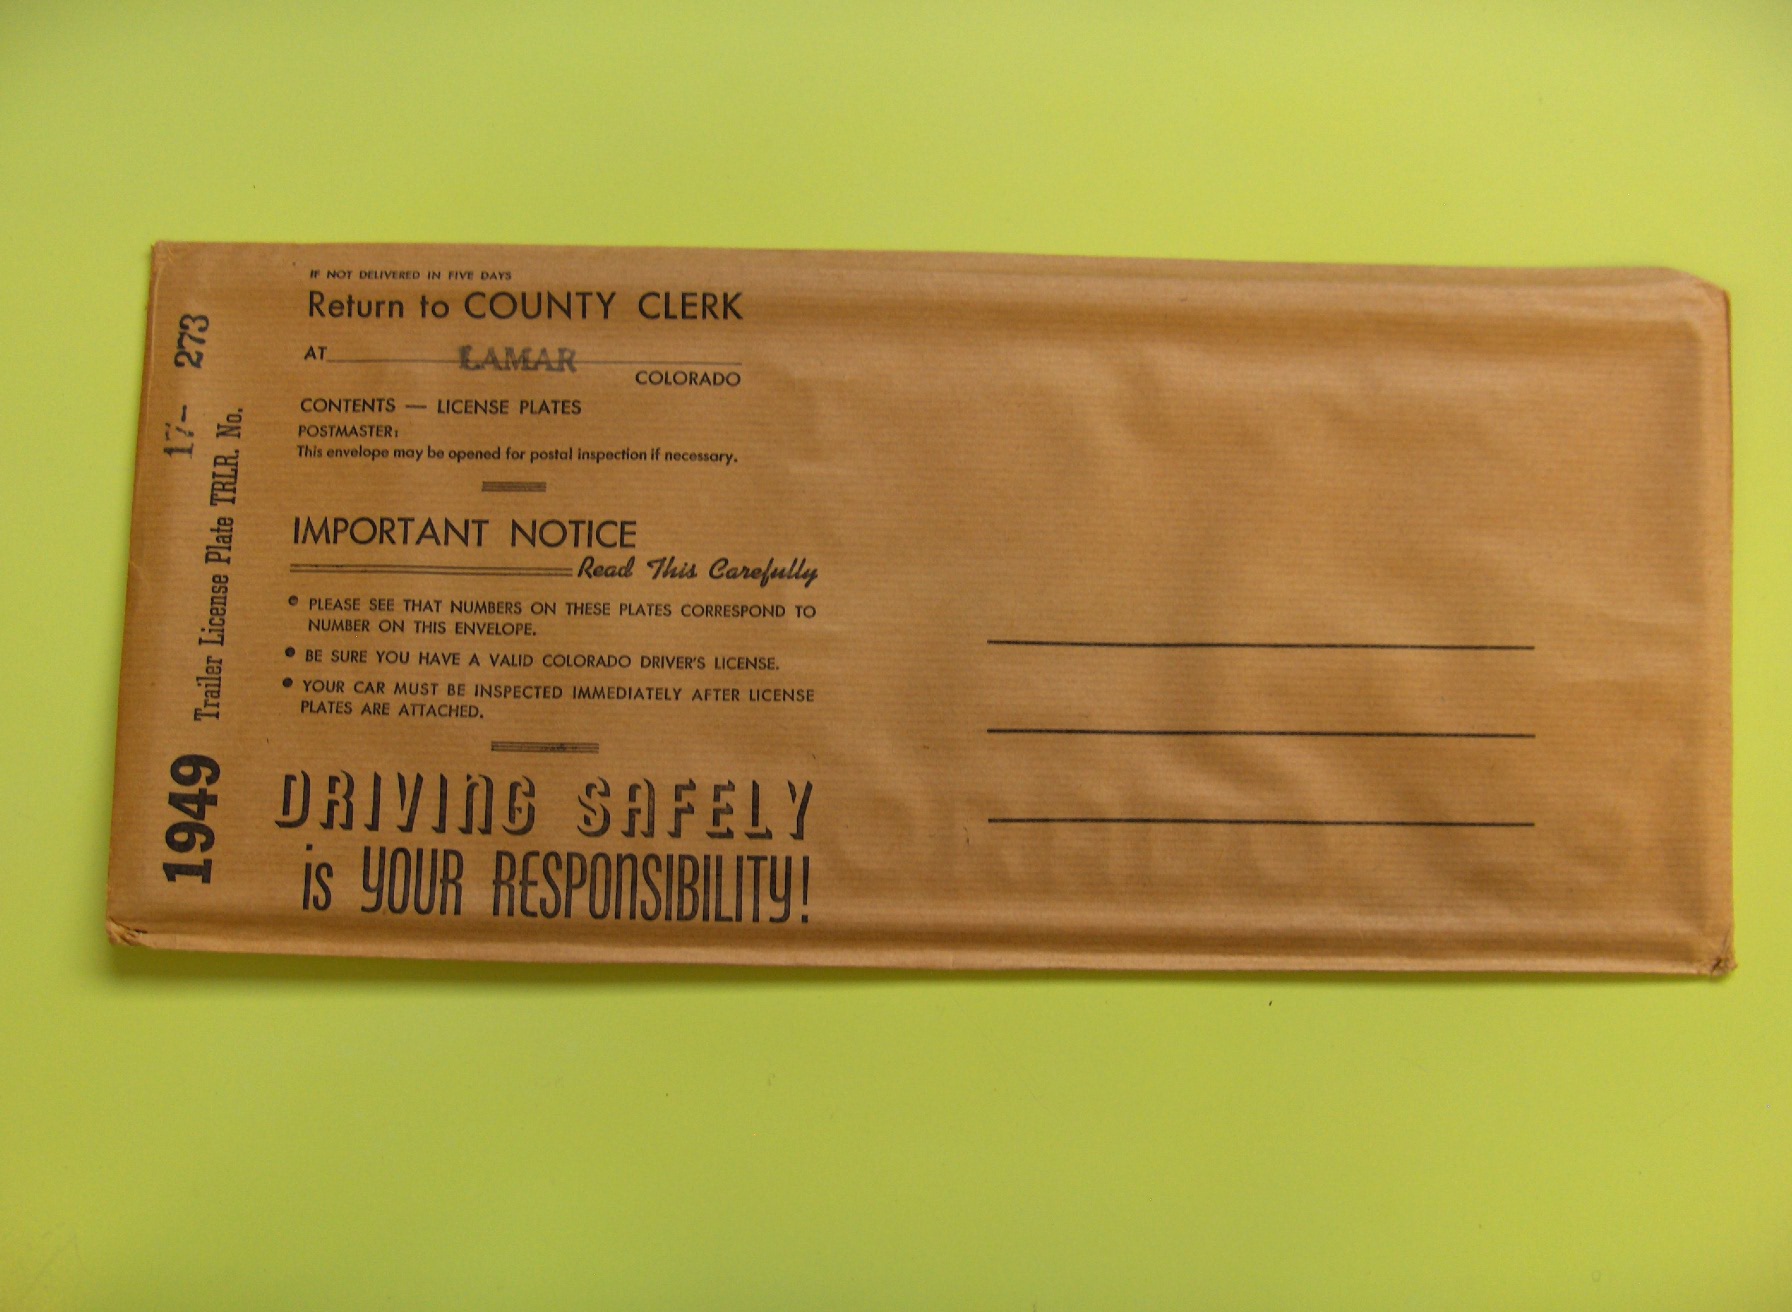 IF NOT DELIVERED IN FIVE DAYS
Return to COUNTY CLERK
AT LAMAR
COLORADO
CONTENTS — LICENSE PLATES
POSTMASTER:
This envelope may be opened for postal inspection if necessary.
IMPORTANT NOTICE
Read This Carefully
• PLEASE SEE THAT NUMBERS ON THESE PLATES CORRESPOND TO
NUMBER ON THIS ENVELOPE.
• BE SURE YOU HAVE A VALID COLORADO DRIVER'S LICENSE.
• YOUR CAR MUST BE INSPECTED IMMEDIATELY AFTER LICENSE
PLATES ARE ATTACHED.
DRIVING SAFELY
is YOUR RESPONSIBILITY!
17- 273
1949 Trailer License Plate TRLR. No.